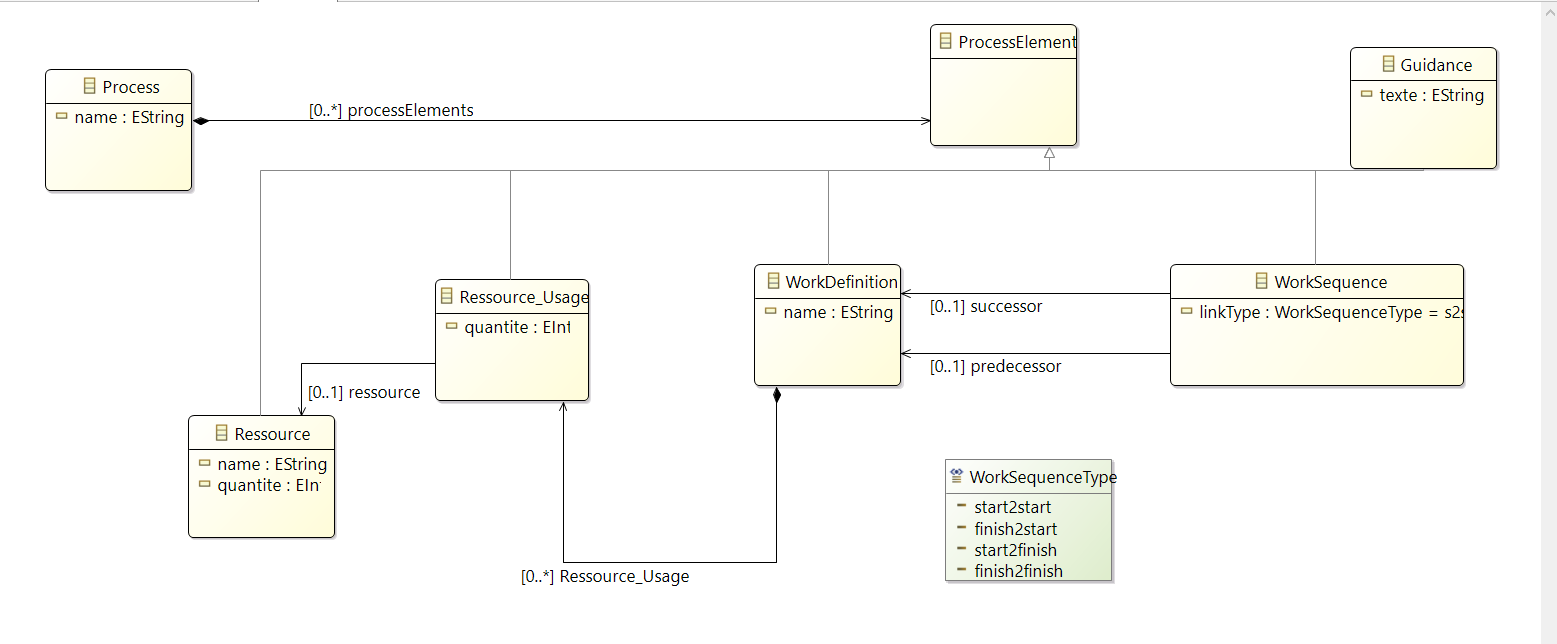 ProcessElement
Guidance
texte : EString
Process
name : EString
[0..*] processElements
Ressource_Usage
quantite : EInt
WorkDefinition
name : EString
WorkSequence
linkType : WorkSequenceType = s2s
[0..1] successor
[0..1] predecessor
[0..1] ressource
Ressource
name : EString
quantite : EInt
WorkSequenceType
start2start
finish2start
start2finish
finish2finish
[0..*] Ressource_Usage